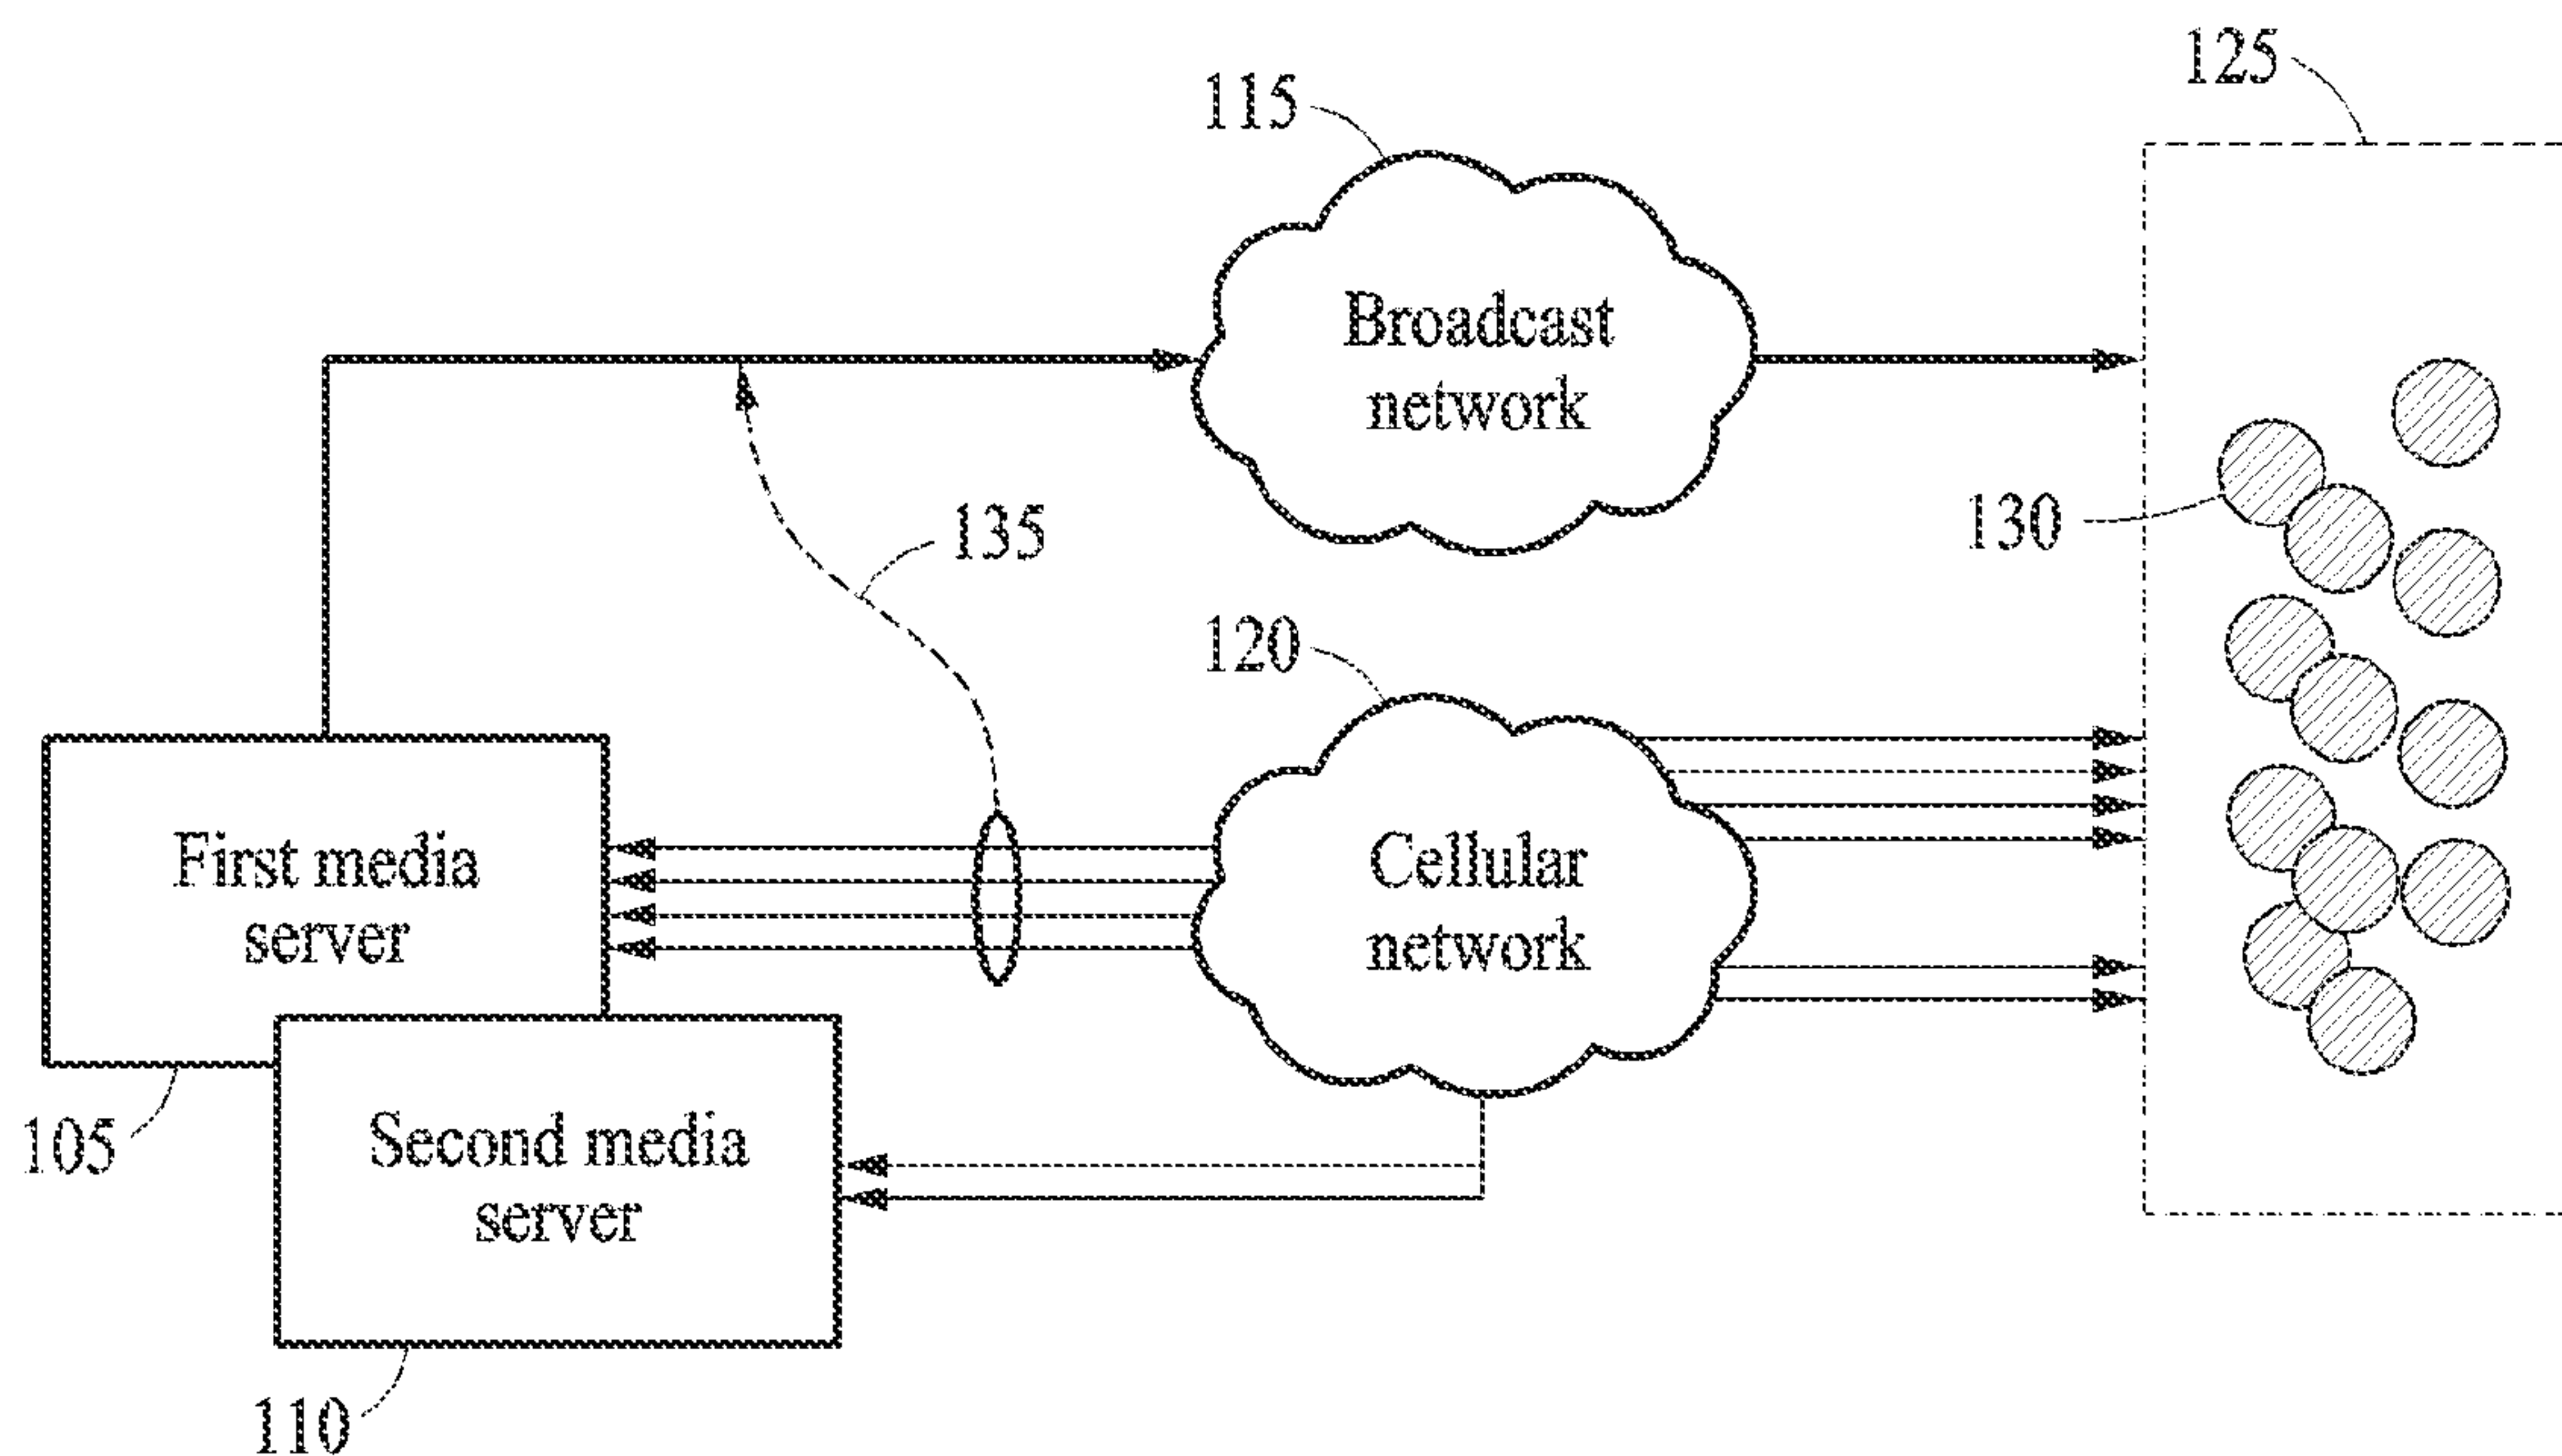 125
115
Broadcast
network
130
135
120
First media
server
Cellular
network
105
Second media
server
110